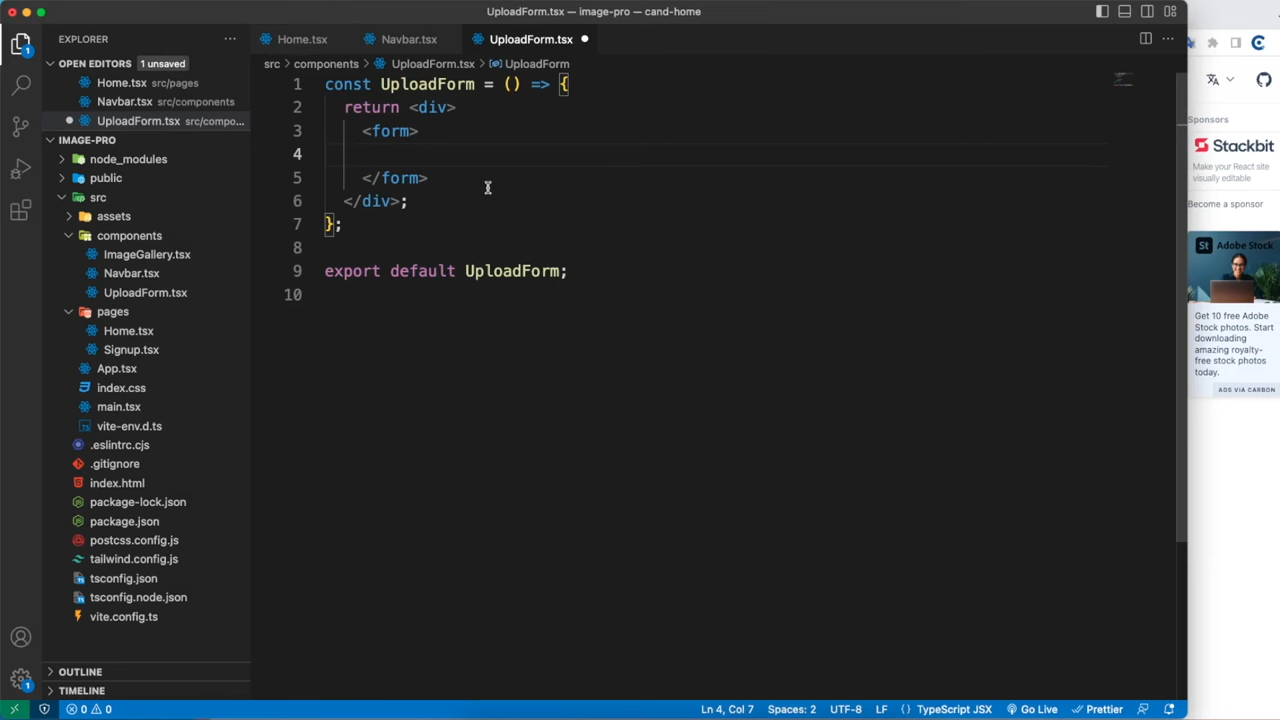 UploadForm.tsx — image-pro — cand-home
EXPLORER
Home.tsx
Navbar.tsx
UploadForm.tsx
OPEN EDITORS
1 unsaved
src > components > UploadForm.tsx > UploadForm
Home.tsx src/pages
Navbar.tsx src/components
UploadForm.tsx src/compo...
IMAGE-PRO
node_modules
public
src
assets
components
ImageGallery.tsx
Navbar.tsx
UploadForm.tsx
pages
Home.tsx
Signup.tsx
App.tsx
index.css
main.tsx
vite-env.d.ts
.eslintrc.cjs
.gitignore
index.html
package-lock.json
package.json
postcss.config.js
tailwind.config.js
tsconfig.json
tsconfig.node.json
vite.config.ts
OUTLINE
TIMELINE
1 const UploadForm = () => {
2 return <div>
3 <form>
4
5 </form>
6 </div>;
7 };
8
9 export default UploadForm;
10
Sponsors
Stackbit
Make your React site
visually editable
Become a sponsor
St Adobe Stock
Get 10 free Adobe
Stock photos. Start
downloading
amazing royalty-
free stock photos
today.
ADS VIA CARBON
1
1
0 0
Ln 4, Col 7
Spaces: 2
UTF-8
LF
{ } TypeScript JSX
Go Live
Prettier